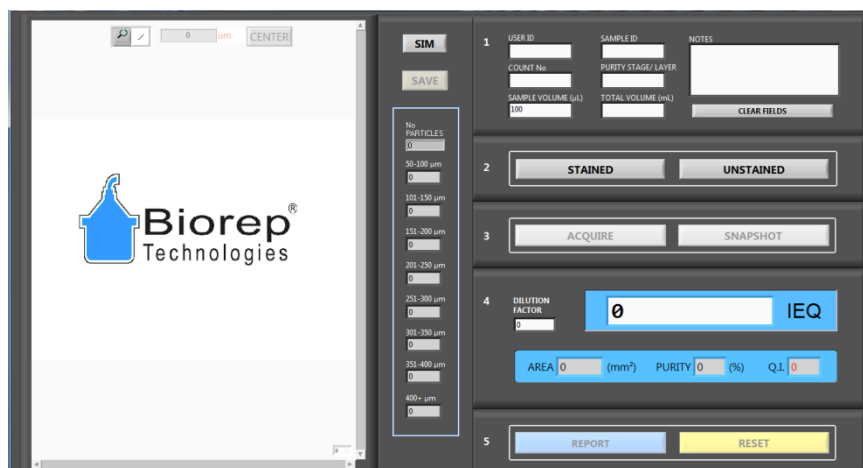 0 um CENTER
Biorep®
Technologies
SIM
SAVE
No
PARTICLES
0
50-100 µm
0
101-150 µm
0
151-200 µm
0
201-250 µm
0
251-300 µm
0
301-350 µm
0
351-400 µm
0
400+ µm
0
1
USER ID SAMPLE ID NOTES
COUNT No PURITY STAGE/ LAYER
SAMPLE VOLUME (µL) TOTAL VOLUME (mL)
100 CLEAR FIELDS
2 STAINED UNSTAINED
3 ACQUIRE SNAPSHOT
4 DILUTION
FACTOR
0
0 IEQ
AREA 0 (mm²) PURITY 0 (%) Q.I. 0
5 REPORT RESET